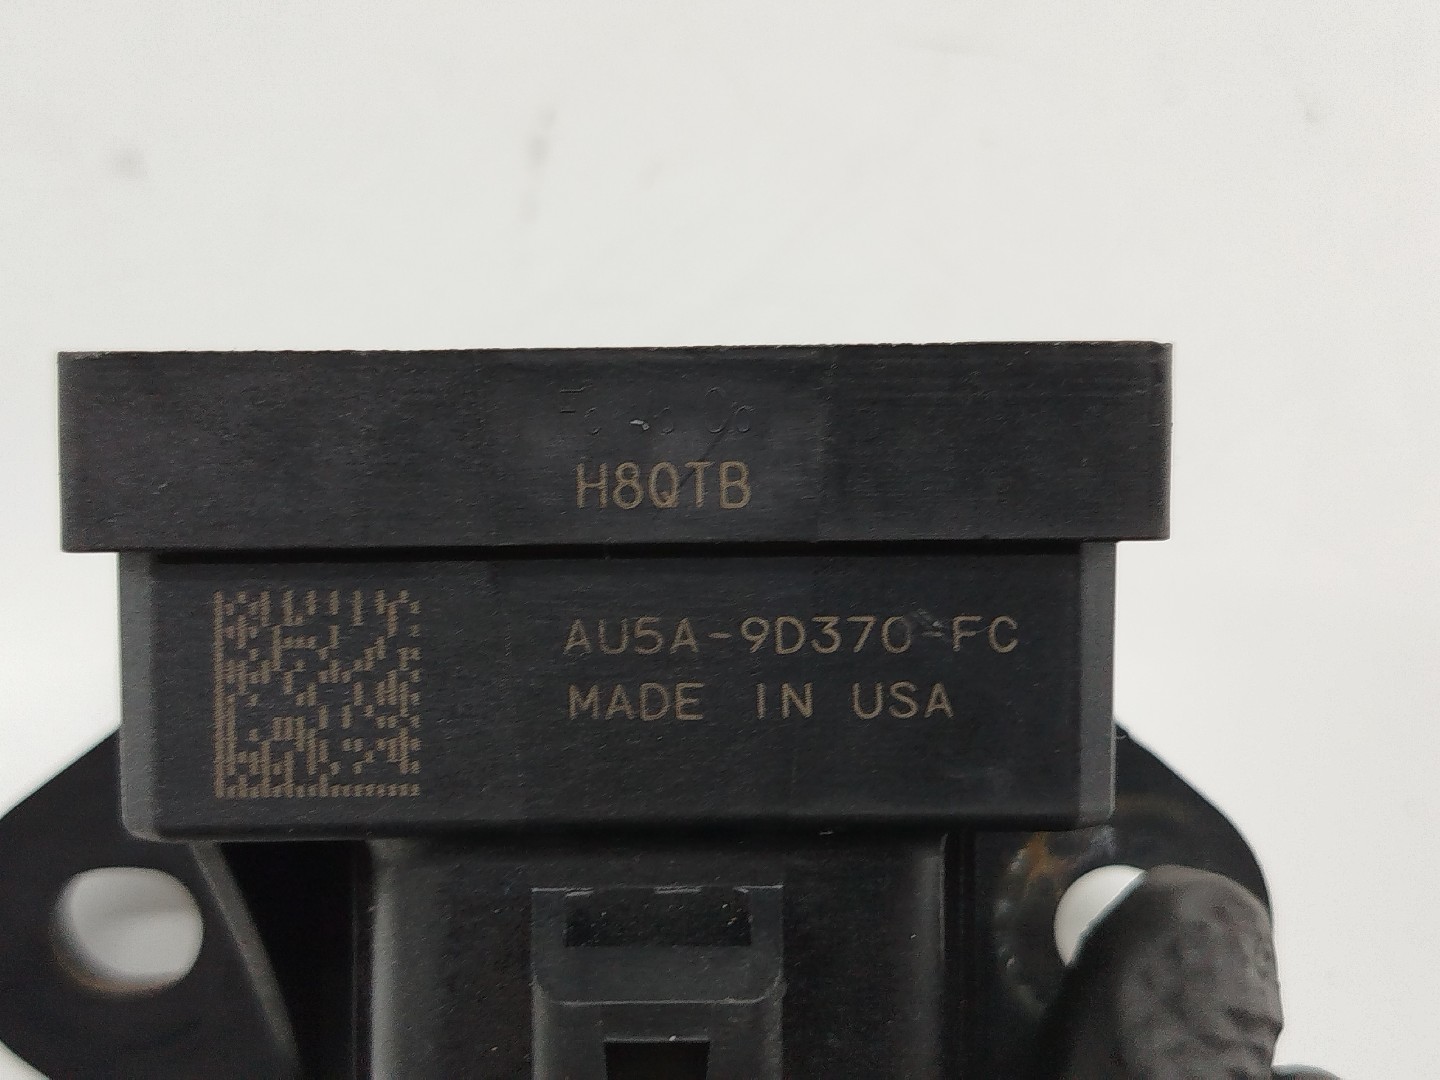 H8QTB
AU5A-9D370-FC
MADE IN USA